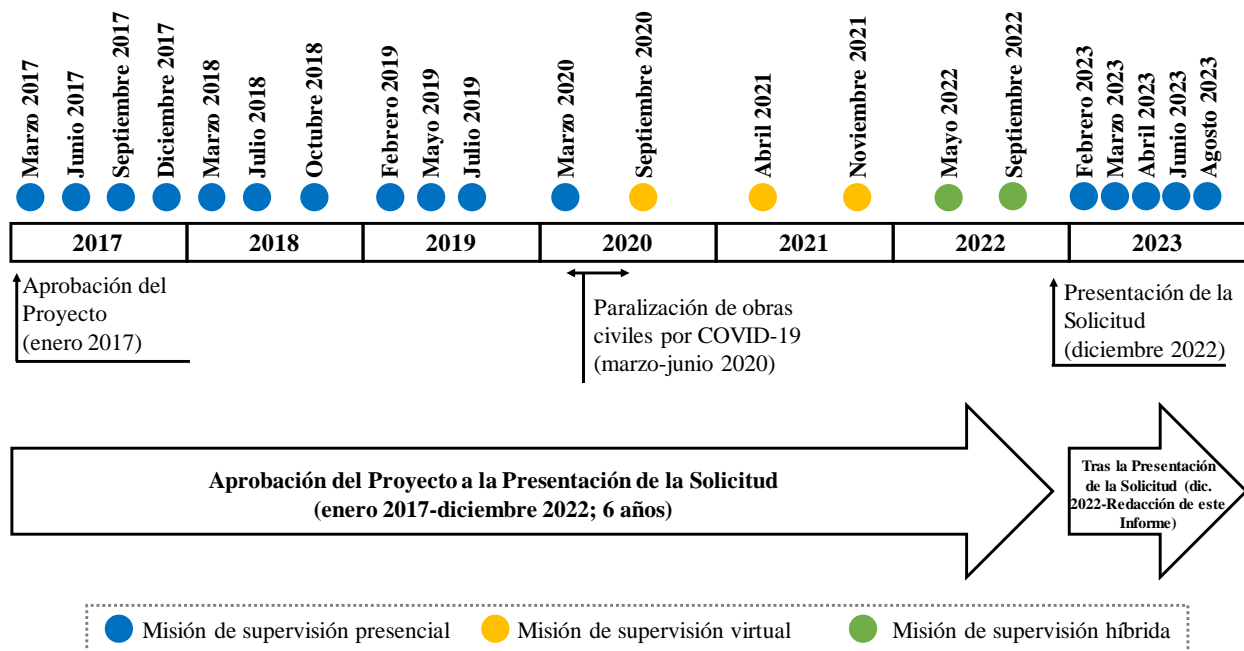 Marzo 2017
Junio 2017
Septiembre 2017
Diciembre 2017
Marzo 2018
Julio 2018
Octubre 2018
Febrero 2019
Mayo 2019
Julio 2019
Marzo 2020
Septiembre 2020
Abril 2021
Noviembre 2021
Mayo 2022
Septiembre 2022
Febrero 2023
Marzo 2023
Abril 2023
Junio 2023
Agosto 2023
2017
2018
2019
2020
2021
2022
2023
Aprobación del
Proyecto
(enero 2017)
Paralización de obras
civiles por COVID-19
(marzo-junio 2020)
Presentación de la
Solicitud
(diciembre 2022)
Aprobación del Proyecto a la Presentación de la Solicitud
(enero 2017-diciembre 2022; 6 años)
Tras la Presentación
de la Solicitud (dic.
2022-Redacción de este
Informe)
Misión de supervisión presencial
Misión de supervisión virtual
Misión de supervisión híbrida